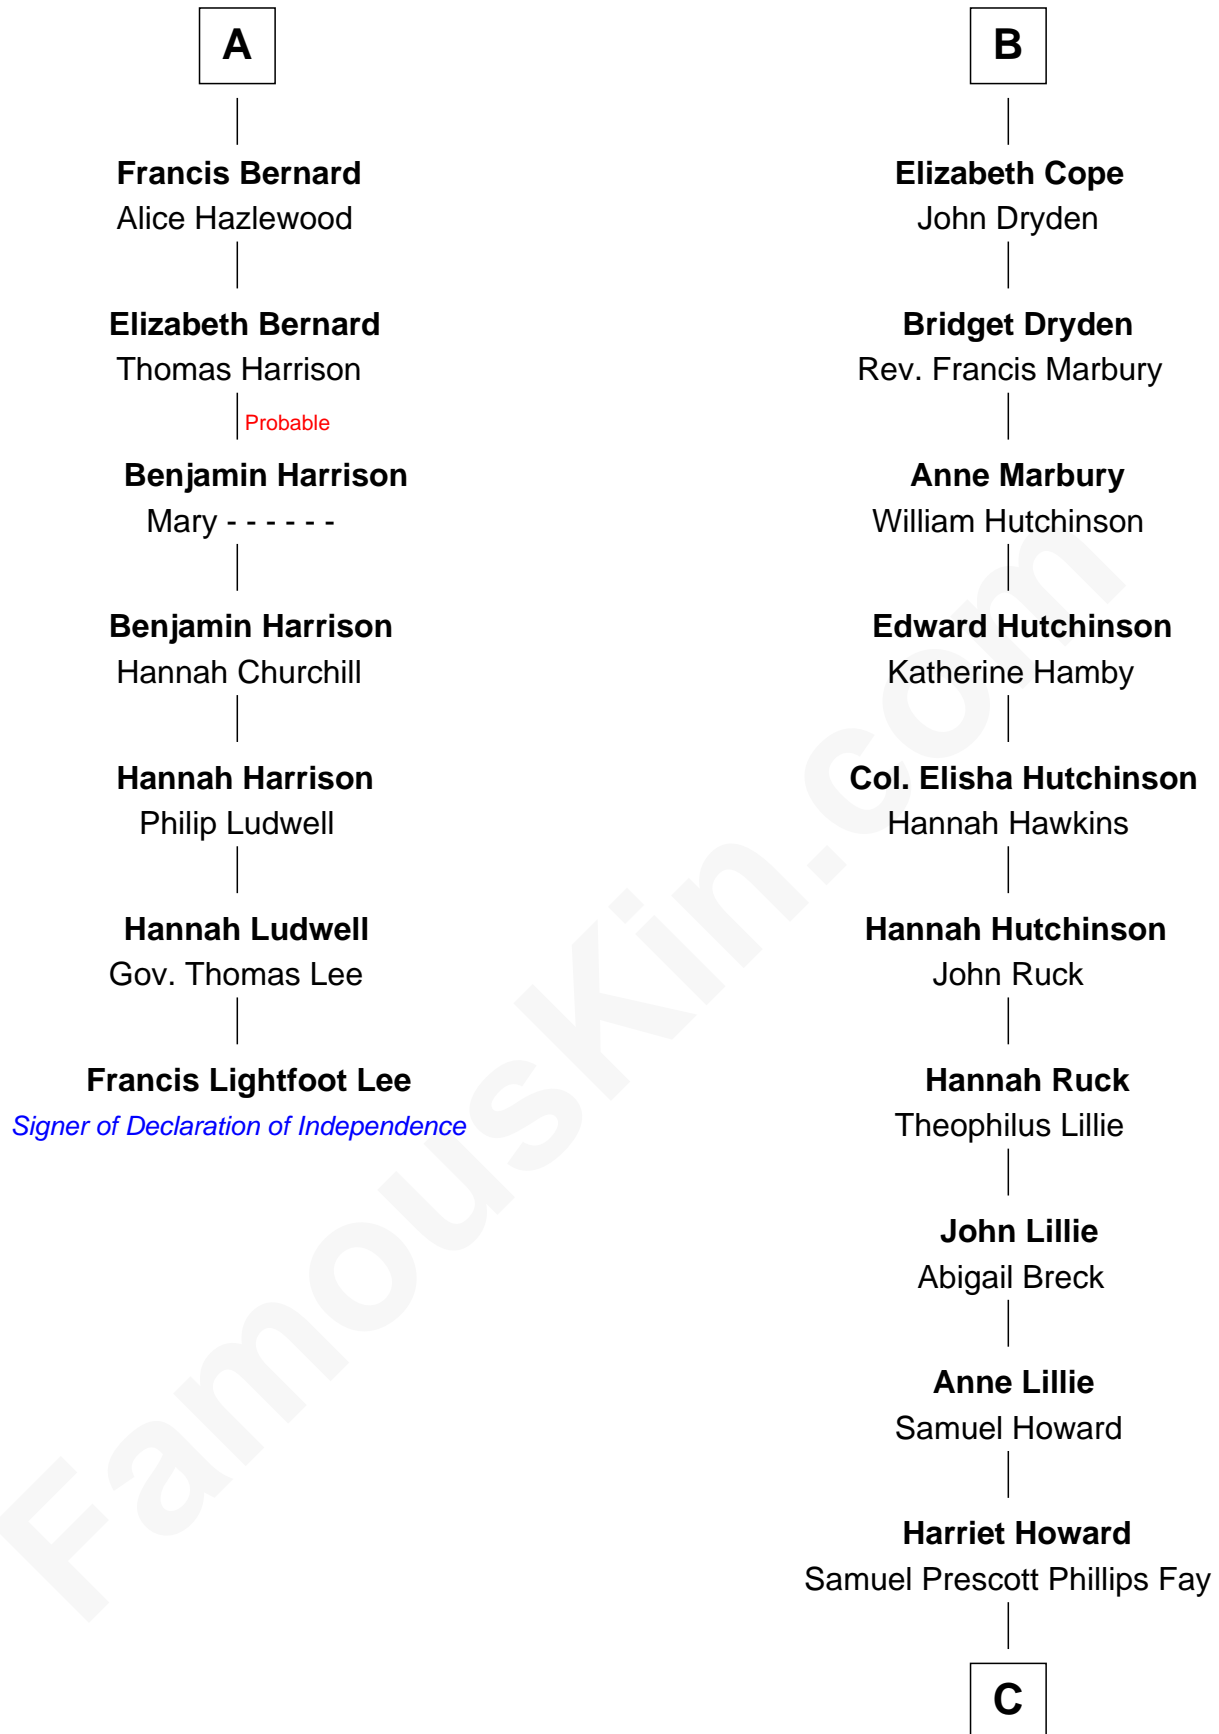 A
Francis Bernard
Alice Hazlewood
Elizabeth Bernard
Thomas Harrison
Probable
Benjamin Harrison
Mary - - - - - -
Benjamin Harrison
Hannah Churchill
Hannah Harrison
Philip Ludwell
Hannah Ludwell
Gov. Thomas Lee
Francis Lightfoot Lee
Signer of Declaration of Independence
B
Elizabeth Cope
John Dryden
Bridget Dryden
Rev. Francis Marbury
Anne Marbury
William Hutchinson
Edward Hutchinson
Katherine Hamby
Col. Elisha Hutchinson
Hannah Hawkins
Hannah Hutchinson
John Ruck
Hannah Ruck
Theophilus Lillie
John Lillie
Abigail Breck
Anne Lillie
Samuel Howard
Harriet Howard
Samuel Prescott Phillips Fay
C
FamousKin.com